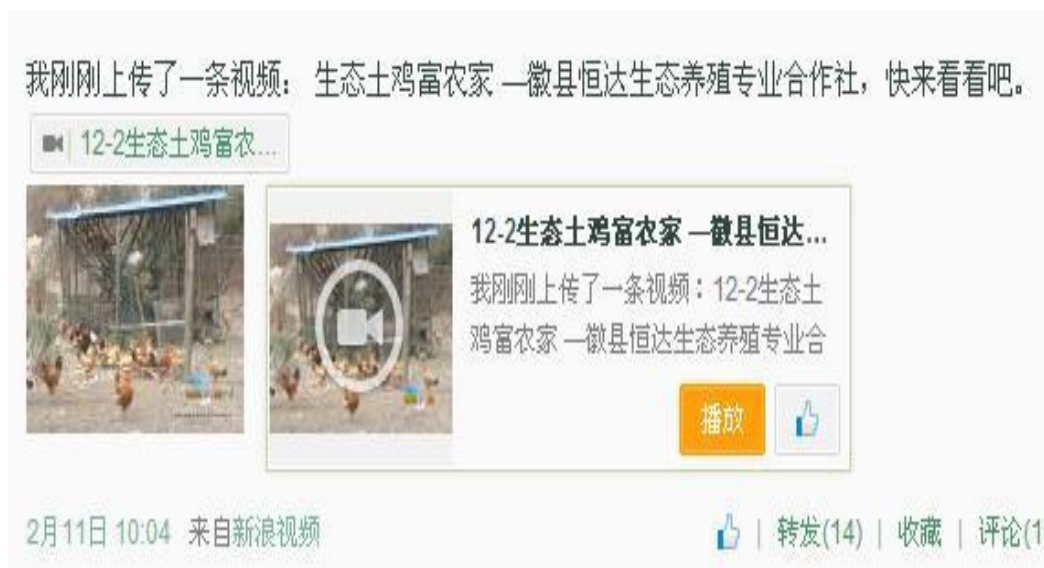 我刚刚上传了一条视频： 生态土鸡富农家 —徽县恒达生态养殖专业合作社，快来看看吧。
12-2生态土鸡富农...
12-2生态土鸡富农家 —徽县恒达...
我刚刚上传了一条视频：12-2生态土
鸡富农家 —徽县恒达生态养殖专业合
播放
2月11日 10:04 来自新浪视频
转发(14) | 收藏 | 评论(1